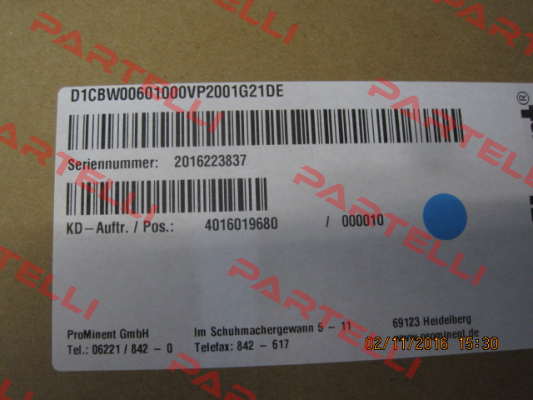 D1CBW00601000VP2001G21DE
Seriennummer: 2016223837
KD-Auftr. / Pos.: 4016019680 / 000010
ProMinent GmbH Im Schuhmachergewann 5 - 11 69123 Heidelberg
Tel.: 06221 / 842 - 0 Telefax: 842 - 617 www.prominent.de
02/11/2016 15:30
PARTELLI
PARTELLI
PARTELLI
PARTELLI
PARTELLI
PARTELLI